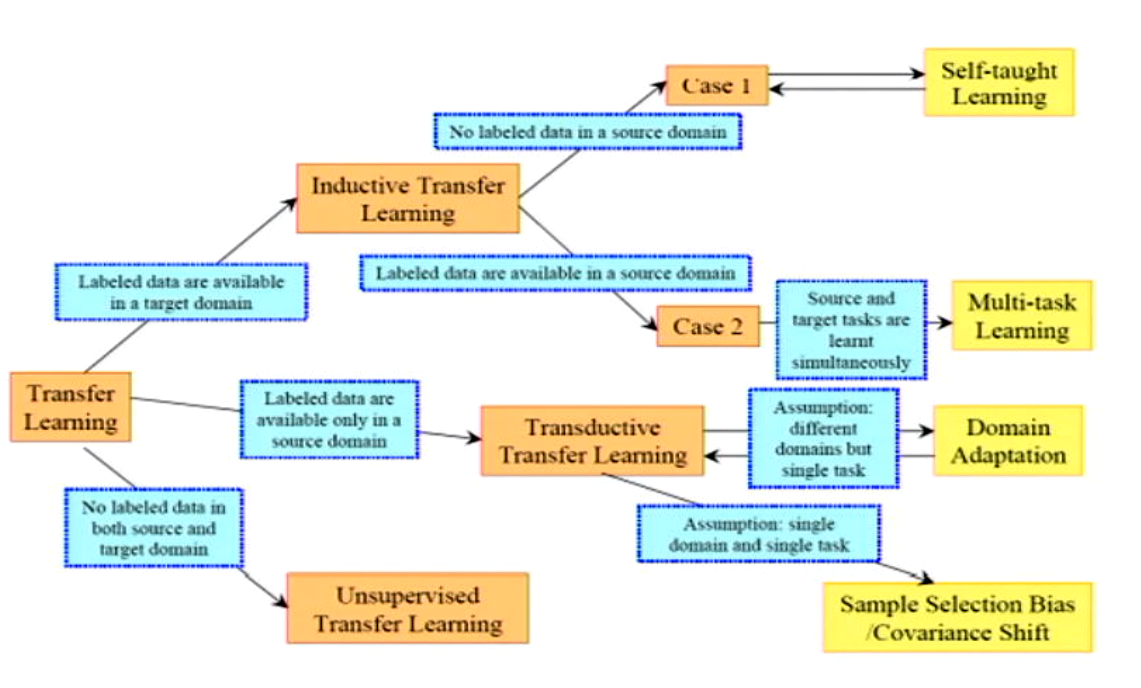 Case 1
Self-taught
Learning
No labeled data in a source domain
Inductive Transfer
Learning
Labeled data are available
in a target domain
Labeled data are available in a source domain
Case 2
Source and
target tasks are
learnt
simultaneously
Multi-task
Learning
Transfer
Learning
Labeled data are
available only in a
source domain
Transductive
Transfer Learning
Assumption:
different
domains but
single task
Domain
Adaptation
No labeled data in
both source and
target domain
Assumption: single
domain and single task
Unsupervised
Transfer Learning
Sample Selection Bias
/Covariance Shift